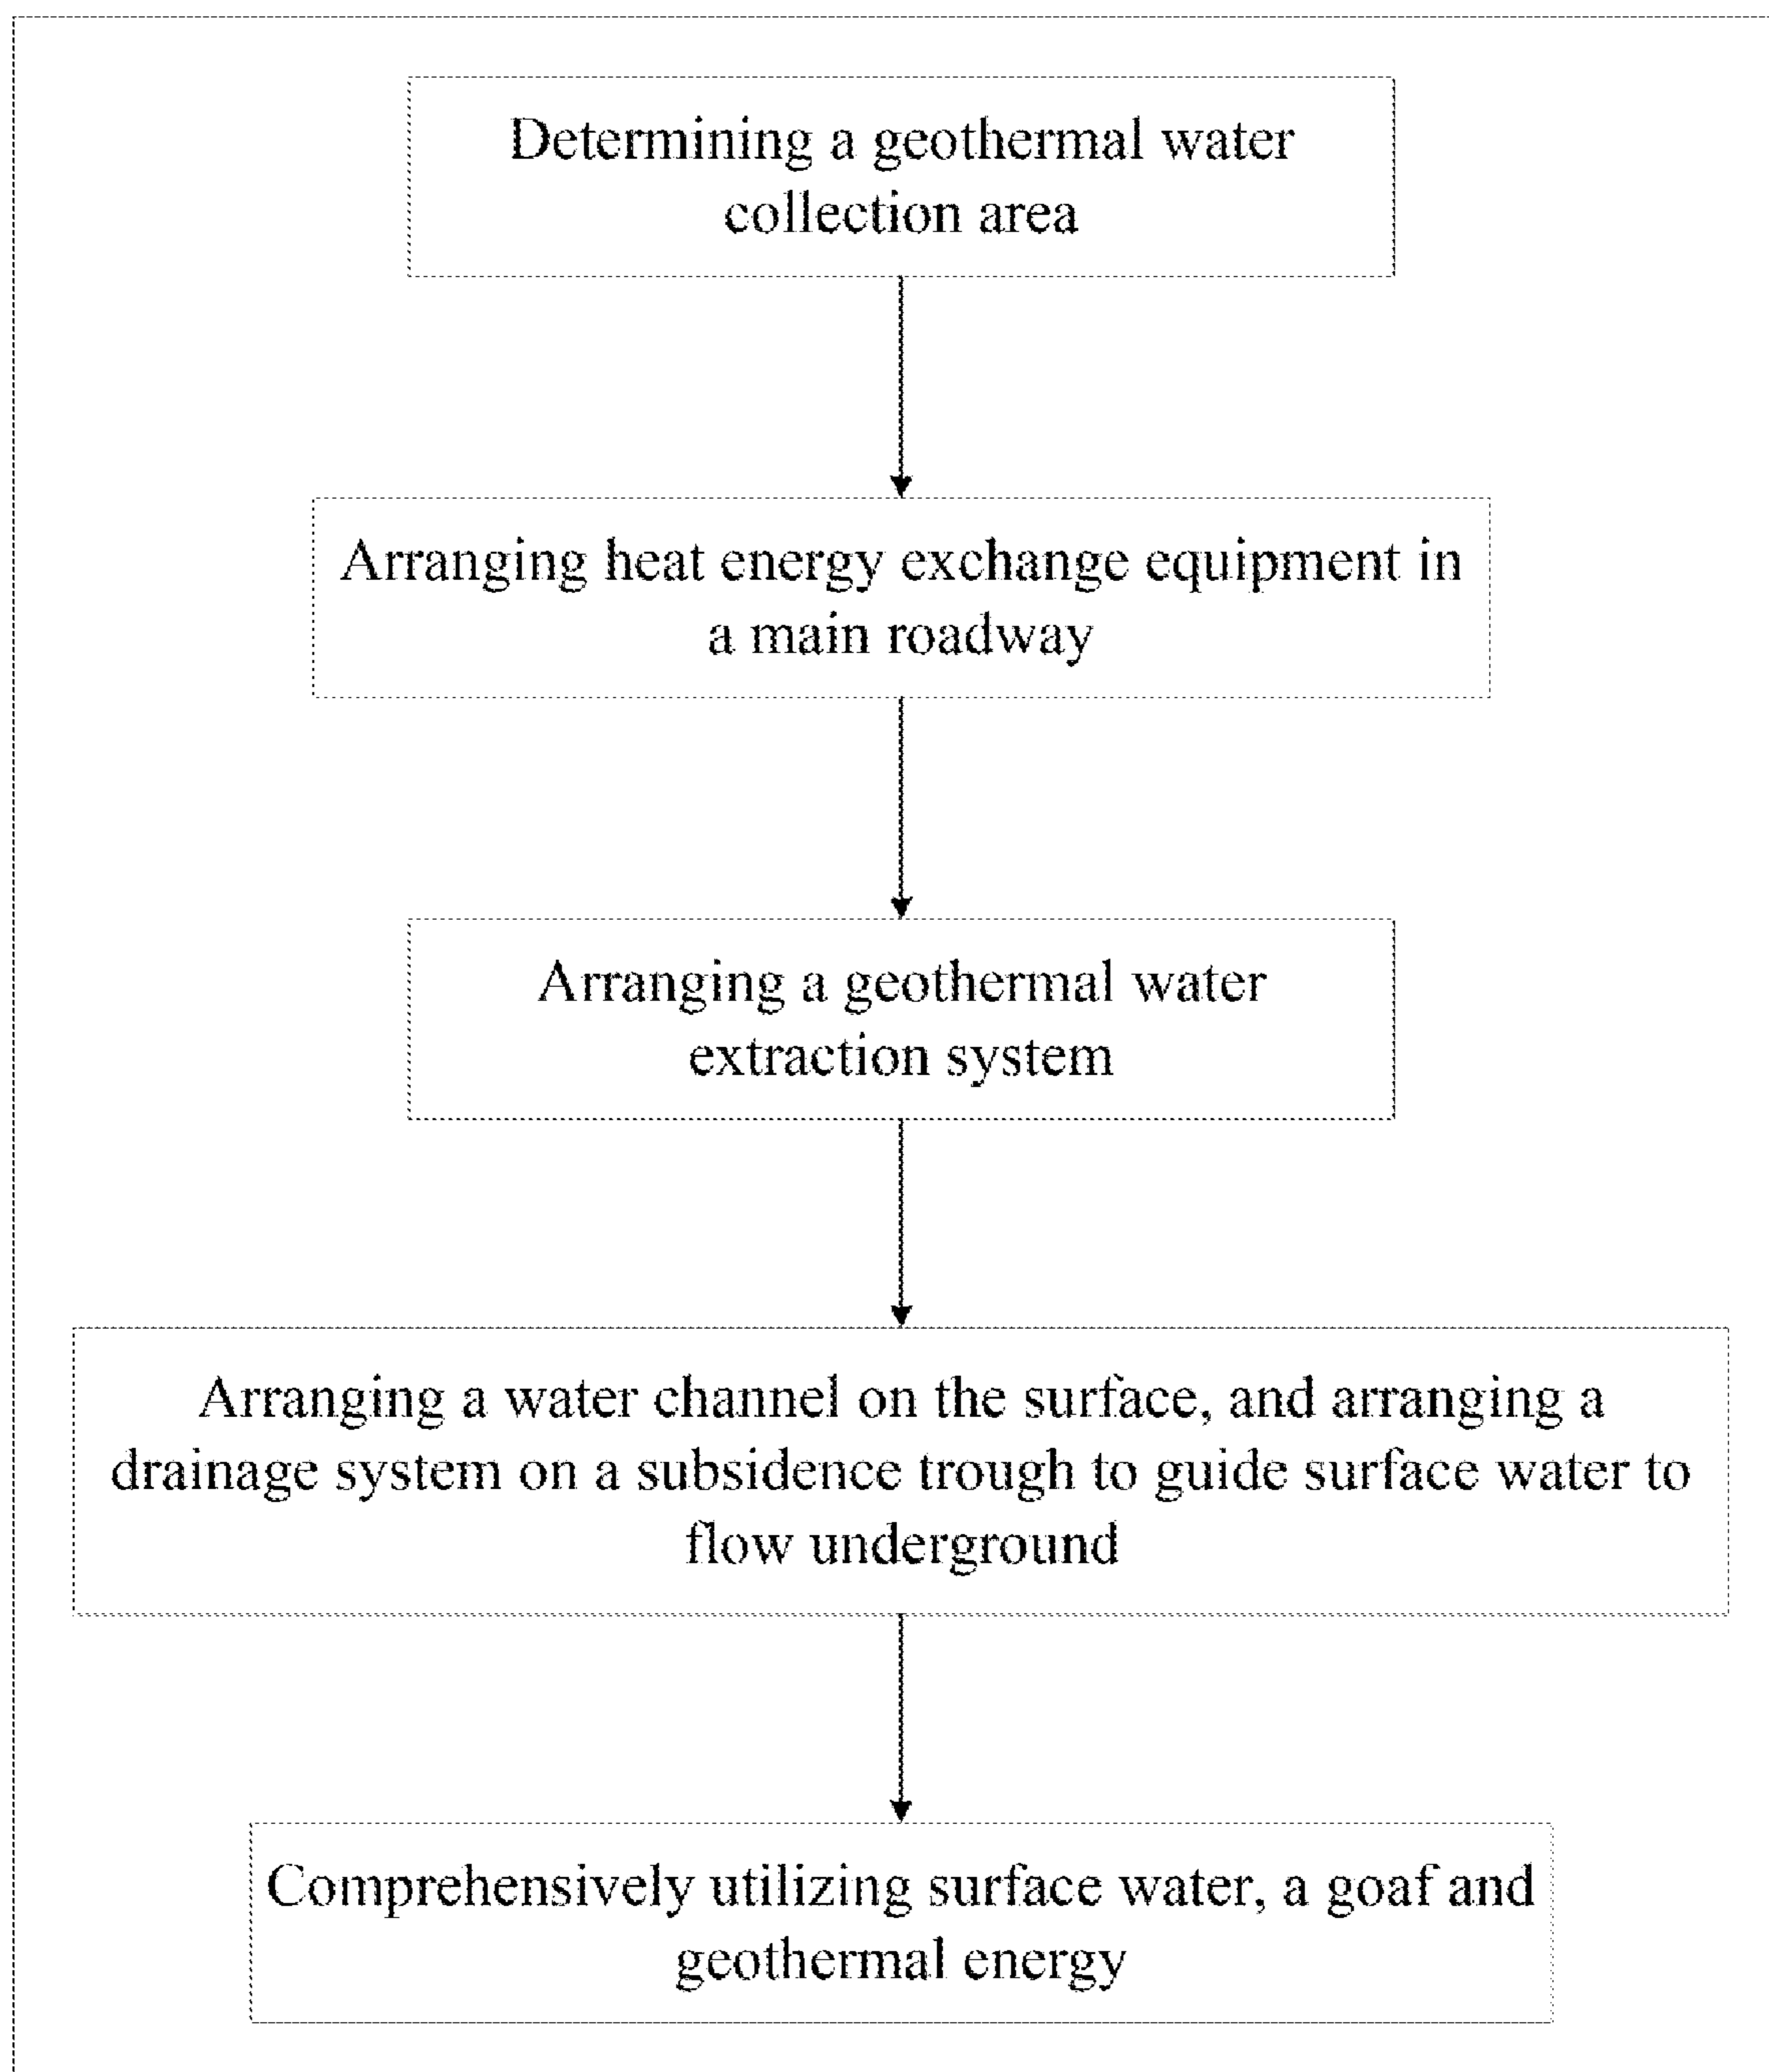 Determining a geothermal water
collection area
Arranging heat energy exchange equipment in
a main roadway
Arranging a geothermal water
extraction system
Arranging a water channel on the surface, and arranging a
drainage system on a subsidence trough to guide surface water to
flow underground
Comprehensively utilizing surface water, a goaf and
geothermal energy